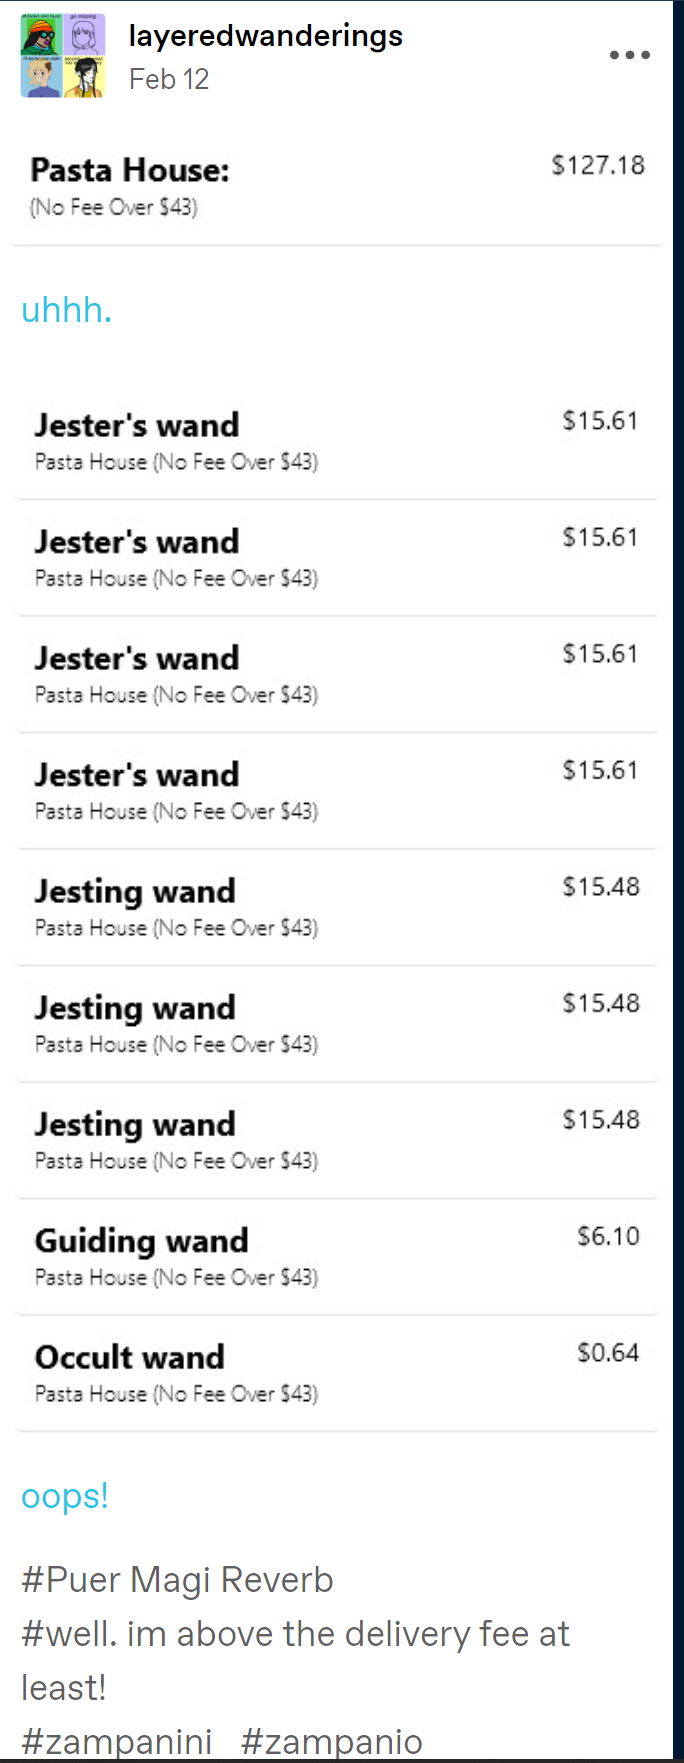 layeredwanderings
Feb 12
Pasta House:
$127.18
(No Fee Over $43)
uhhh.
Jester's wand
$15.61
Pasta House (No Fee Over $43)
Jester's wand
$15.61
Pasta House (No Fee Over $43)
Jester's wand
$15.61
Pasta House (No Fee Over $43)
Jester's wand
$15.61
Pasta House (No Fee Over $43)
Jesting wand
$15.48
Pasta House (No Fee Over $43)
Jesting wand
$15.48
Pasta House (No Fee Over $43)
Jesting wand
$15.48
Pasta House (No Fee Over $43)
Guiding wand
$6.10
Pasta House (No Fee Over $43)
Occult wand
$0.64
Pasta House (No Fee Over $43)
oops!
#Puer Magi Reverb
#well. im above the delivery fee at
least!
#zampanini #zampanio